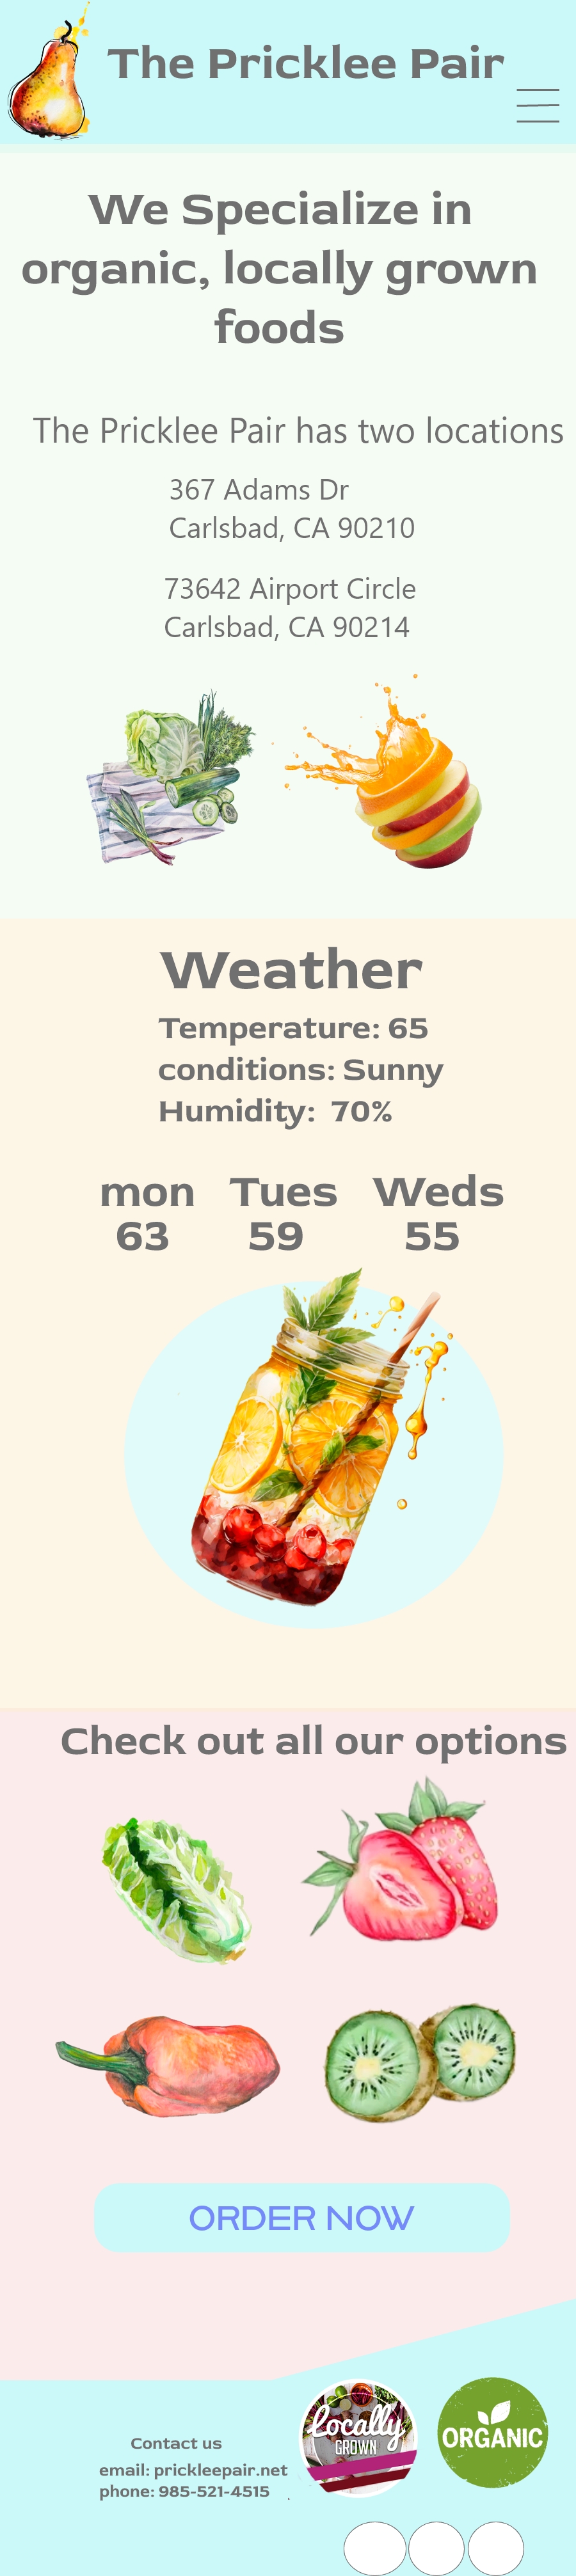 The Pricklee Pair
We Specialize in
organic, locally grown
foods
The Pricklee Pair has two locations
367 Adams Dr
Carlsbad, CA 90210
73642 Airport Circle
Carlsbad, CA 90214
Weather
Temperature: 65
conditions: Sunny
Humidity: 70%
mon Tues Weds
63 59 55
Check out all our options
ORDER NOW
Locally
GROWN
ORGANIC
Contact us
email: prickleepair.net
phone: 985-521-4515 .